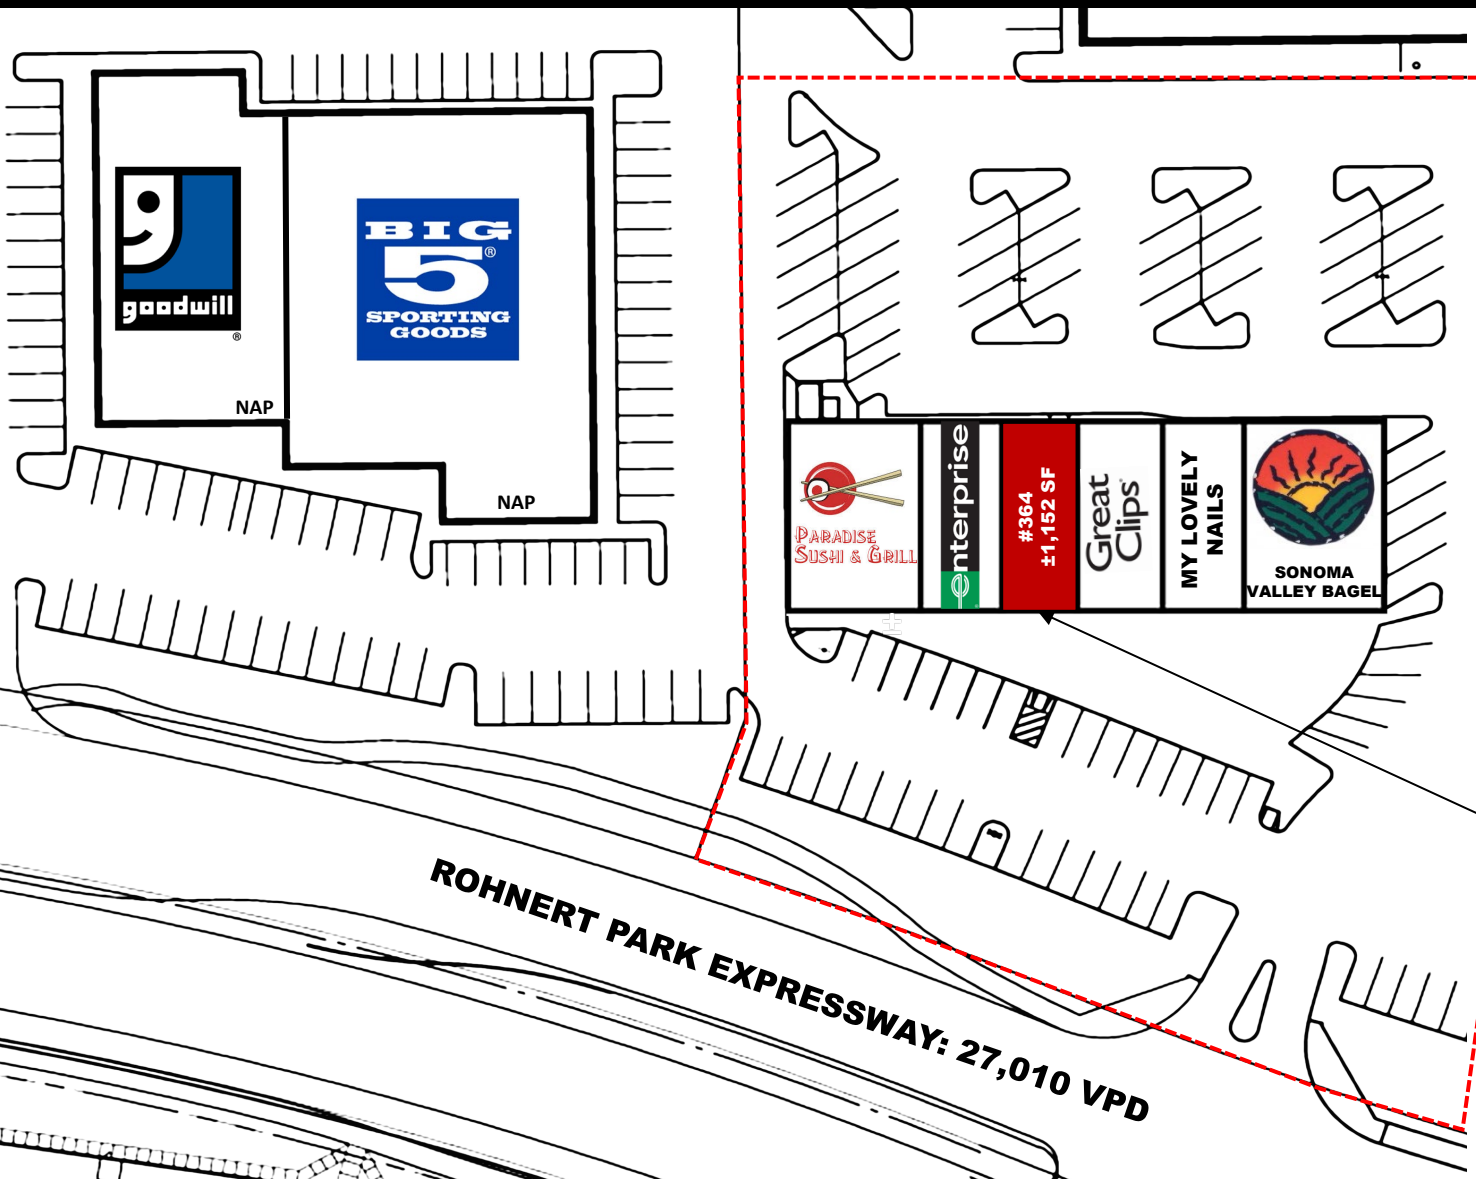 goodwill
®
NAP
BIG
5®
SPORTING
GOODS
NAP
PARADISE
SUSHI & GRILL
enterprise
#364
±1,152 SF
Great
Clips
MY LOVELY
NAILS
SONOMA
VALLEY BAGEL
±
ROHNERT PARK EXPRESSWAY: 27,010 VPD